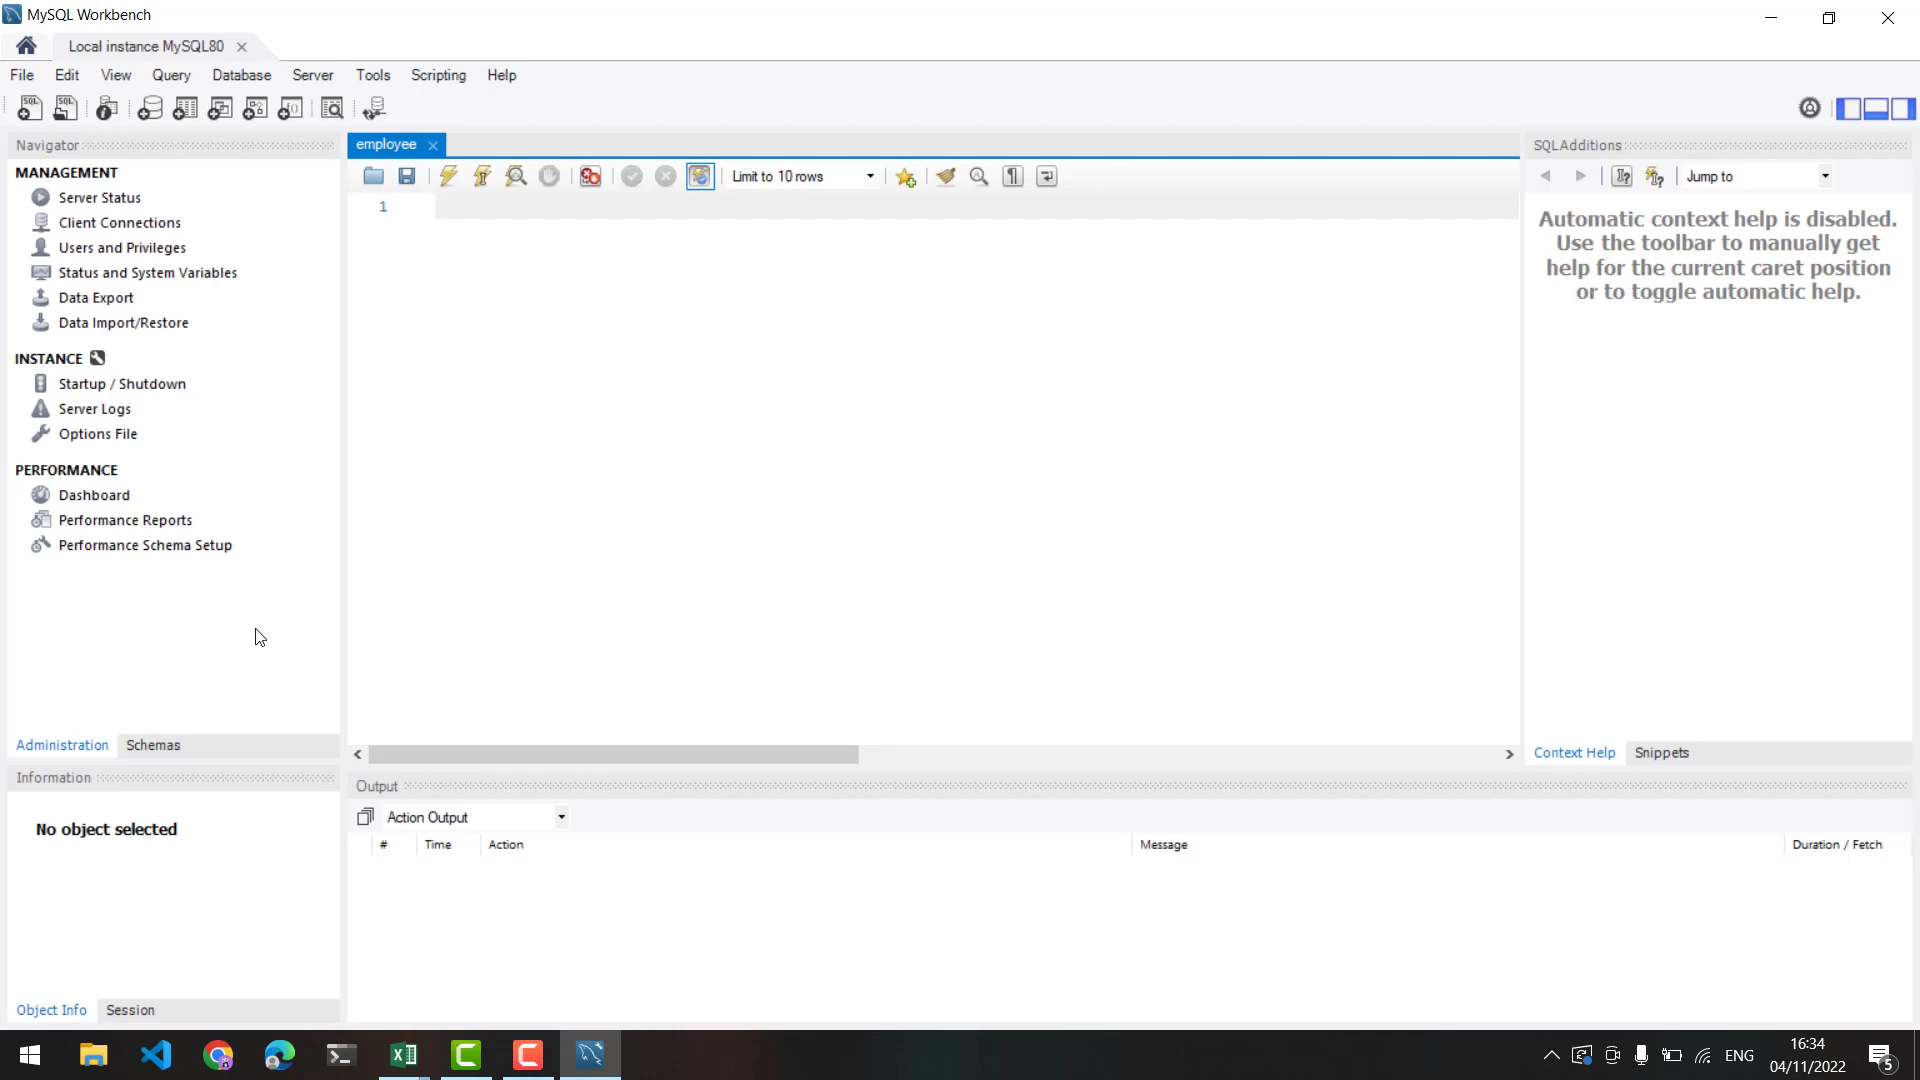 MySQL Workbench
Local instance MySQL80
File Edit View Query Database Server Tools Scripting Help
Navigator
MANAGEMENT
Server Status
Client Connections
Users and Privileges
Status and System Variables
Data Export
Data Import/Restore
INSTANCE
Startup / Shutdown
Server Logs
Options File
PERFORMANCE
Dashboard
Performance Reports
Performance Schema Setup
Administration Schemas
Information
No object selected
Object Info Session
employee
Limit to 10 rows
1
SQLAdditions
Jump to
Automatic context help is disabled.
Use the toolbar to manually get
help for the current caret position
or to toggle automatic help.
Context Help Snippets
Output
Action Output
# Time Action Message Duration / Fetch
ENG
16:34
04/11/2022
5